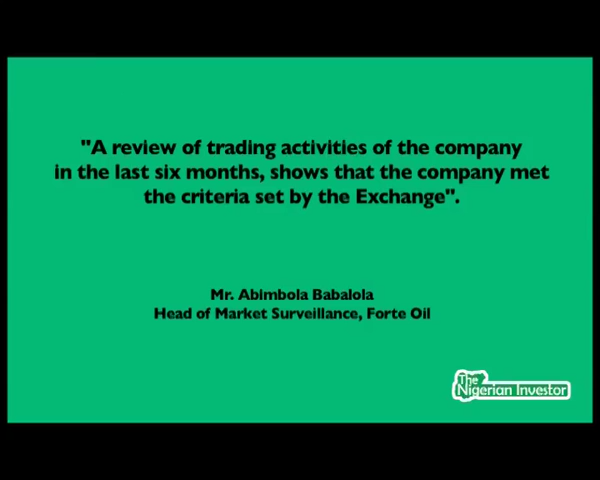 "A review of trading activities of the company
in the last six months, shows that the company met
the criteria set by the Exchange".
Mr. Abimbola Babalola
Head of Market Surveillance, Forte Oil
The
Nigerian Investor